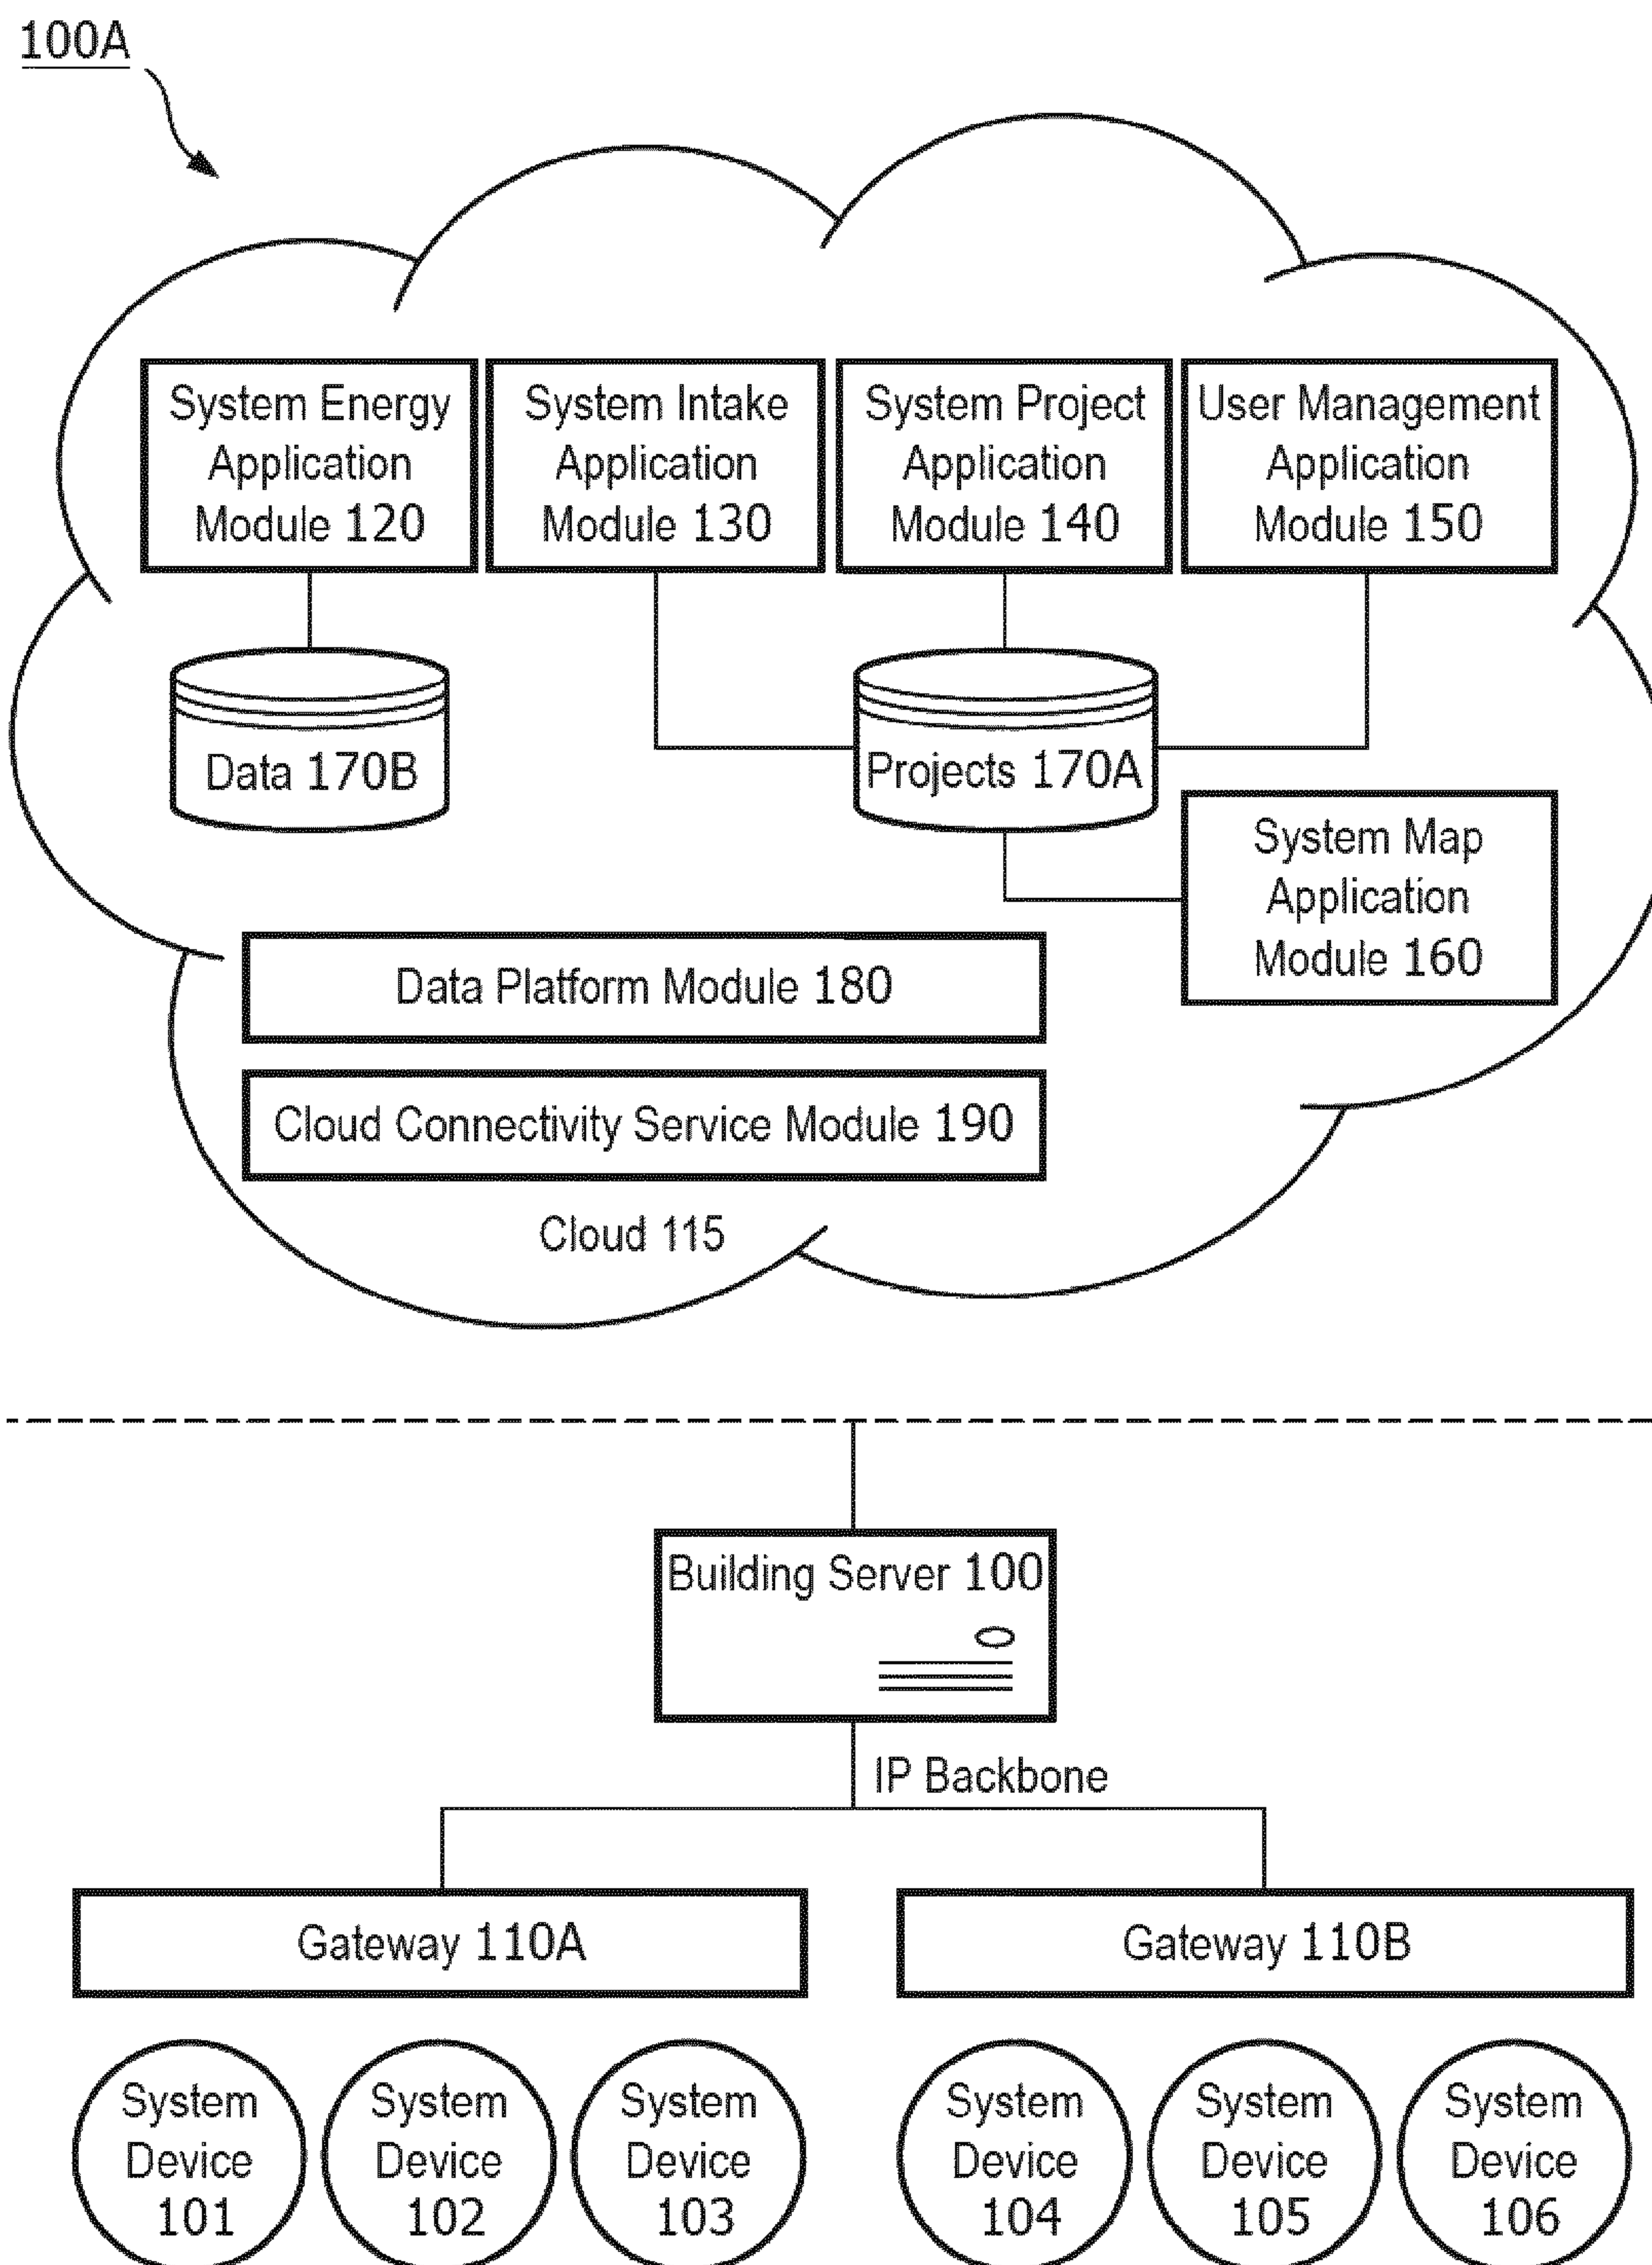 100A
System Energy
Application
Module 120
System Intake
Application
Module 130
System Project
Application
Module 140
User Management
Application
Module 150
Data 170B
Projects 170A
System Map
Application
Module 160
Data Platform Module 180
Cloud Connectivity Service Module 190
Cloud 115
Building Server 100
IP Backbone
Gateway 110A
Gateway 110B
System
Device
101
System
Device
102
System
Device
103
System
Device
104
System
Device
105
System
Device
106